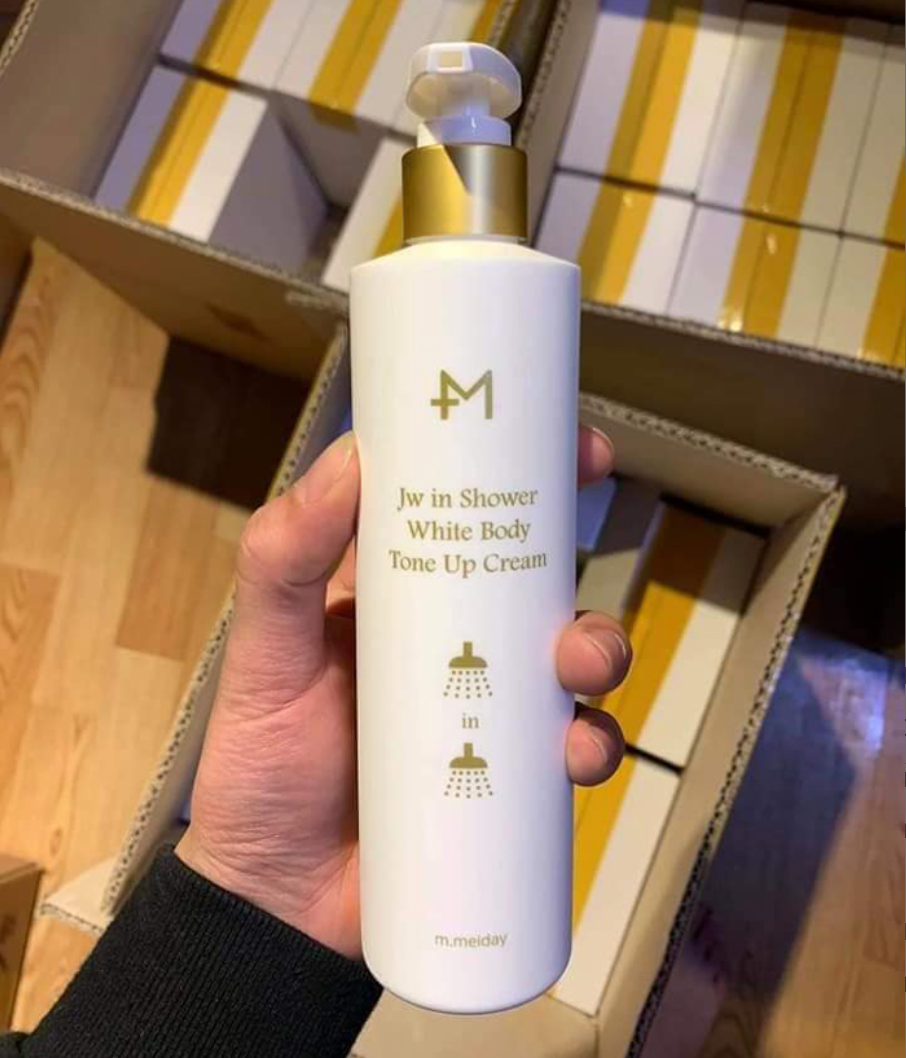 M
Jw in Shower
White Body
Tone Up Cream
in
m.meiday